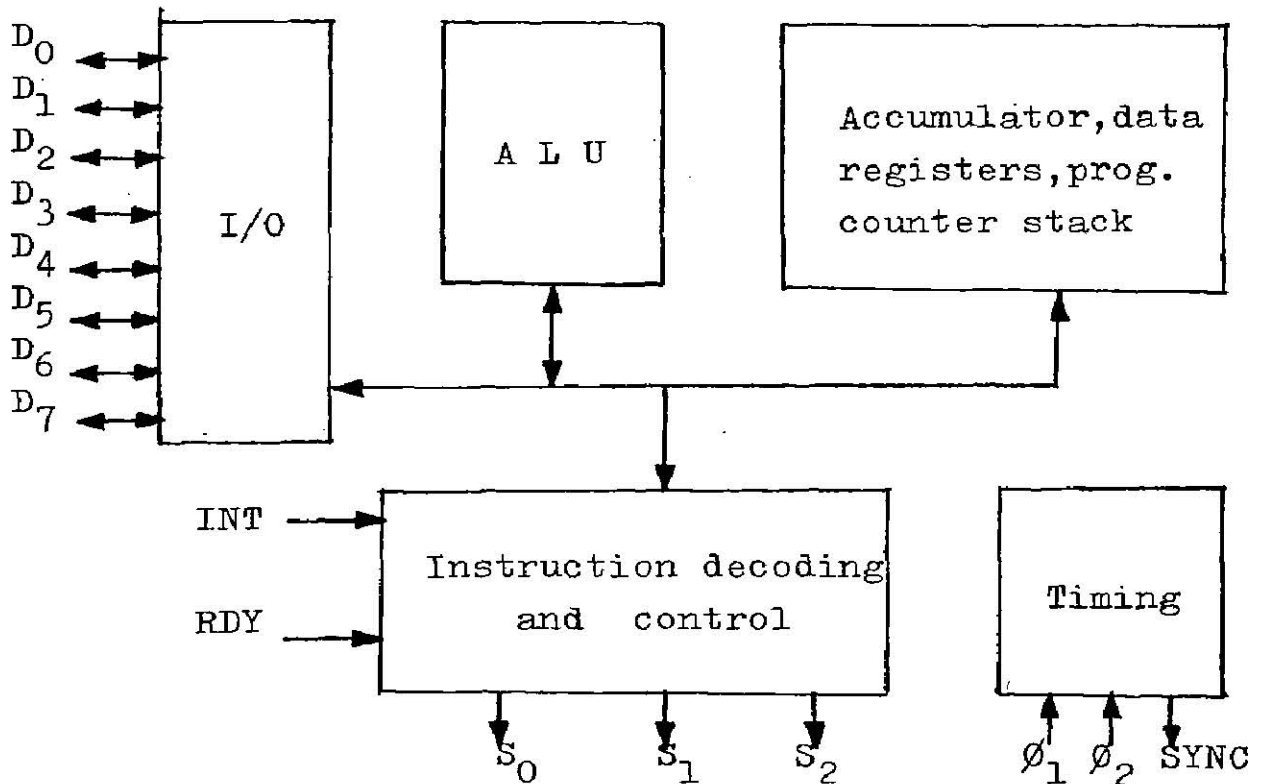 D0
D1
D2
D3
D4
D5
D6
D7
I/O
A L U
Accumulator,data
registers,prog.
counter stack
INT
RDY
Instruction decoding
and control
Timing
S0
S1
S2
Ø1
Ø2
SYNC